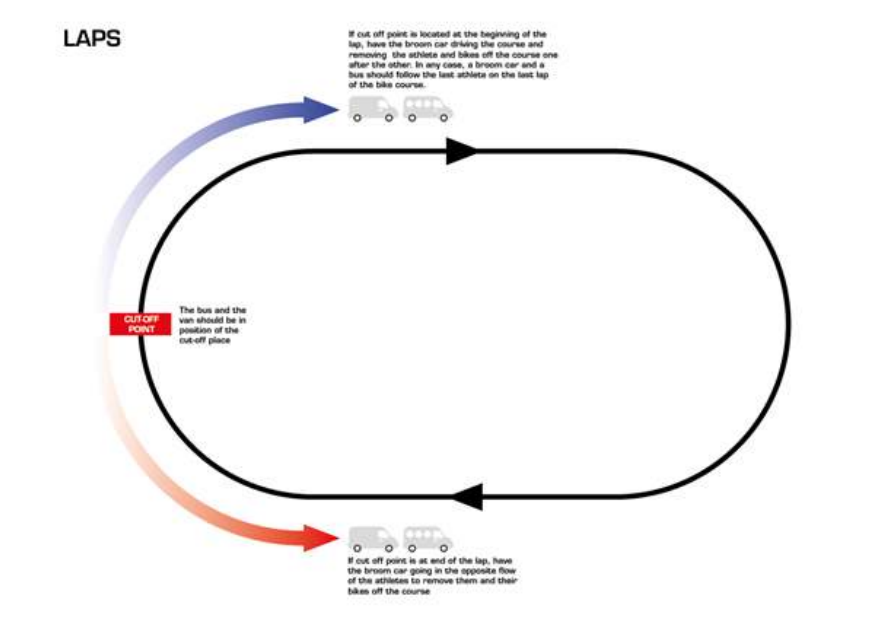 LAPS
If cut off point is located at the beginning of the
lap, have the broom car driving the course and
removing the athlete and bikes off the course one
after the other. In any case, a broom car and a
bus should follow the last athlete on the last lap
of the bike course.
CUT-OFF
POINT
The bus and the
van should be in
position of the
cut-off place
If cut off point is at end of the lap, have
the broom car going in the opposite flow
of the athletes to remove them and their
bikes off the course